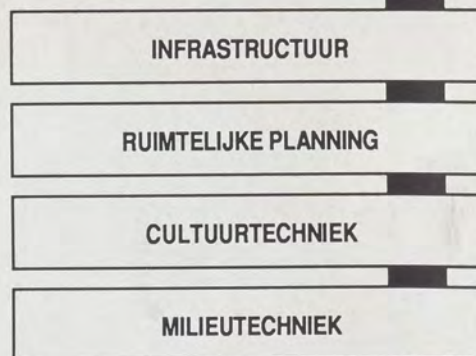 INFRASTRUCTUUR
RUIMTELIJKE PLANNING
CULTUURTECHNIEK
MILIEUTECHNIEK